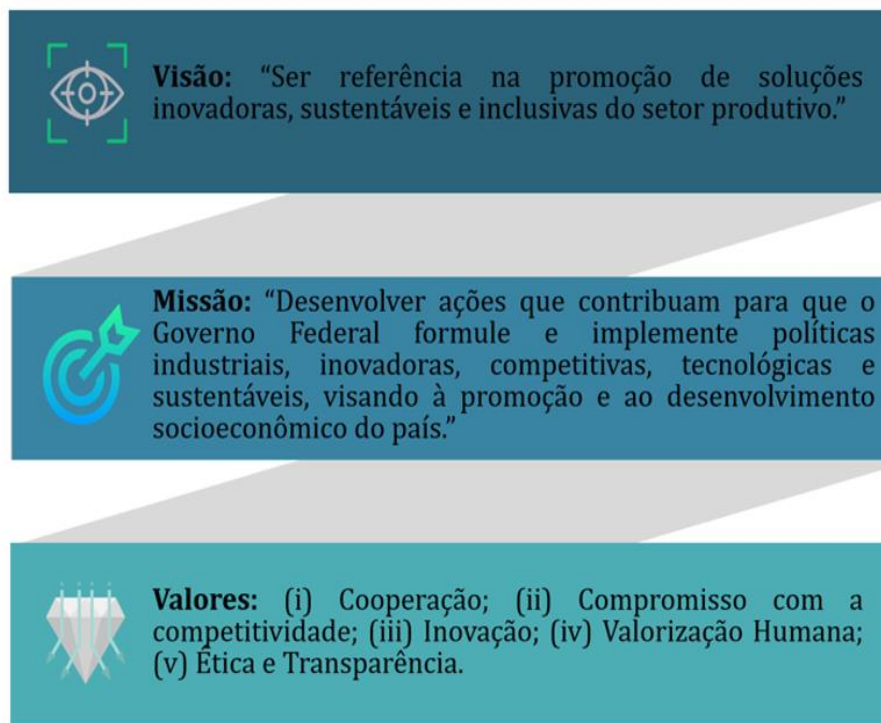 Visão: “Ser referência na promoção de soluções
inovadoras, sustentáveis e inclusivas do setor produtivo.”
Missão: “Desenvolver ações que contribuam para que o
Governo Federal formule e implemente políticas
industriais, inovadoras, competitivas, tecnológicas e
sustentáveis, visando à promoção e ao desenvolvimento
socioeconômico do país.”
Valores: (i) Cooperação; (ii) Compromisso com a
competitividade; (iii) Inovação; (iv) Valorização Humana;
(v) Ética e Transparência.